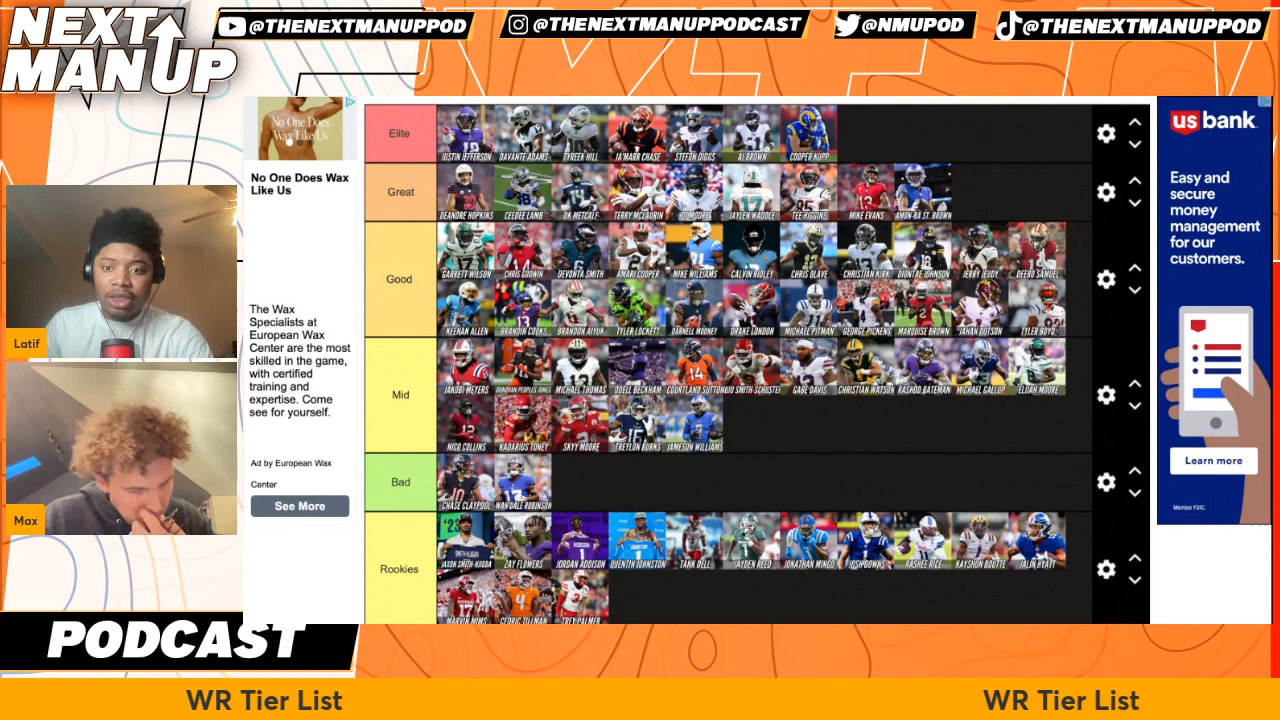 NEXT
MAN UP
@THENEXTMANUPPOD
@THENEXTMANUPPODCAST
@NMUPOD
@THENEXTMANUPPOD
No One Does
Wax Like Us
No One Does Wax
Like Us
The Wax
Specialists at
European Wax
Center are the most
skilled in the game,
with certified
training and
expertise. Come
see for yourself.
Ad by European Wax
Center
See More
Latif
Max
Elite
JUSTIN JEFFERSON
DAVANTE ADAMS
TYREEK HILL
JA'MARR CHASE
STEFON DIGGS
AJ BROWN
COOPER KUPP
Great
DEANDRE HOPKINS
CEEDEE LAMB
DK METCALF
TERRY MCLAURIN
DJ MOORE
JAYLEN WADDLE
TEE HIGGINS
MIKE EVANS
AMON-RA ST. BROWN
Good
GARRETT WILSON
CHRIS GODWIN
DEVONTA SMITH
AMARI COOPER
MIKE WILLIAMS
CALVIN RIDLEY
CHRIS OLAVE
CHRISTIAN KIRK
DIONTAE JOHNSON
JERRY JEUDY
DEEBO SAMUEL
KEENAN ALLEN
BRANDIN COOKS
BRANDON AIYUK
TYLER LOCKETT
DARNELL MOONEY
DRAKE LONDON
MICHAEL PITMAN
GEORGE PICKENS
MARQUISE BROWN
JAHAN DOTSON
TYLER BOYD
Mid
JAKOBI MEYERS
DONOVAN PEOPLES-JONES
MICHAEL THOMAS
ODELL BECKHAM
COURTLAND SUTTON
JUJU SMITH SCHUSTER
GABE DAVIS
CHRISTIAN WATSON
RASHOD BATEMAN
MICHAEL GALLUP
ELIJAH MOORE
NICO COLLINS
KADARIUS TONEY
SKYY MOORE
TREYLON BURKS
JAMESON WILLIAMS
Bad
CHASE CLAYPOOL
WAN'DALE ROBINSON
Rookies
JAXON SMITH-NJIGBA
ZAY FLOWERS
JORDAN ADDISON
QUENTIN JOHNSTON
TANK DELL
JAYDEN REED
JONATHAN MINGO
JOSH DOWNS
RASHEE RICE
KAYSHON BOUTTE
JALIN HYATT
MARVIN MIMS
CEDRIC TILLMAN
TREY PALMER
us bank
Easy and
secure
money
management
for our
customers.
Learn more
Member FDIC.
PODCAST
WR Tier List
WR Tier List